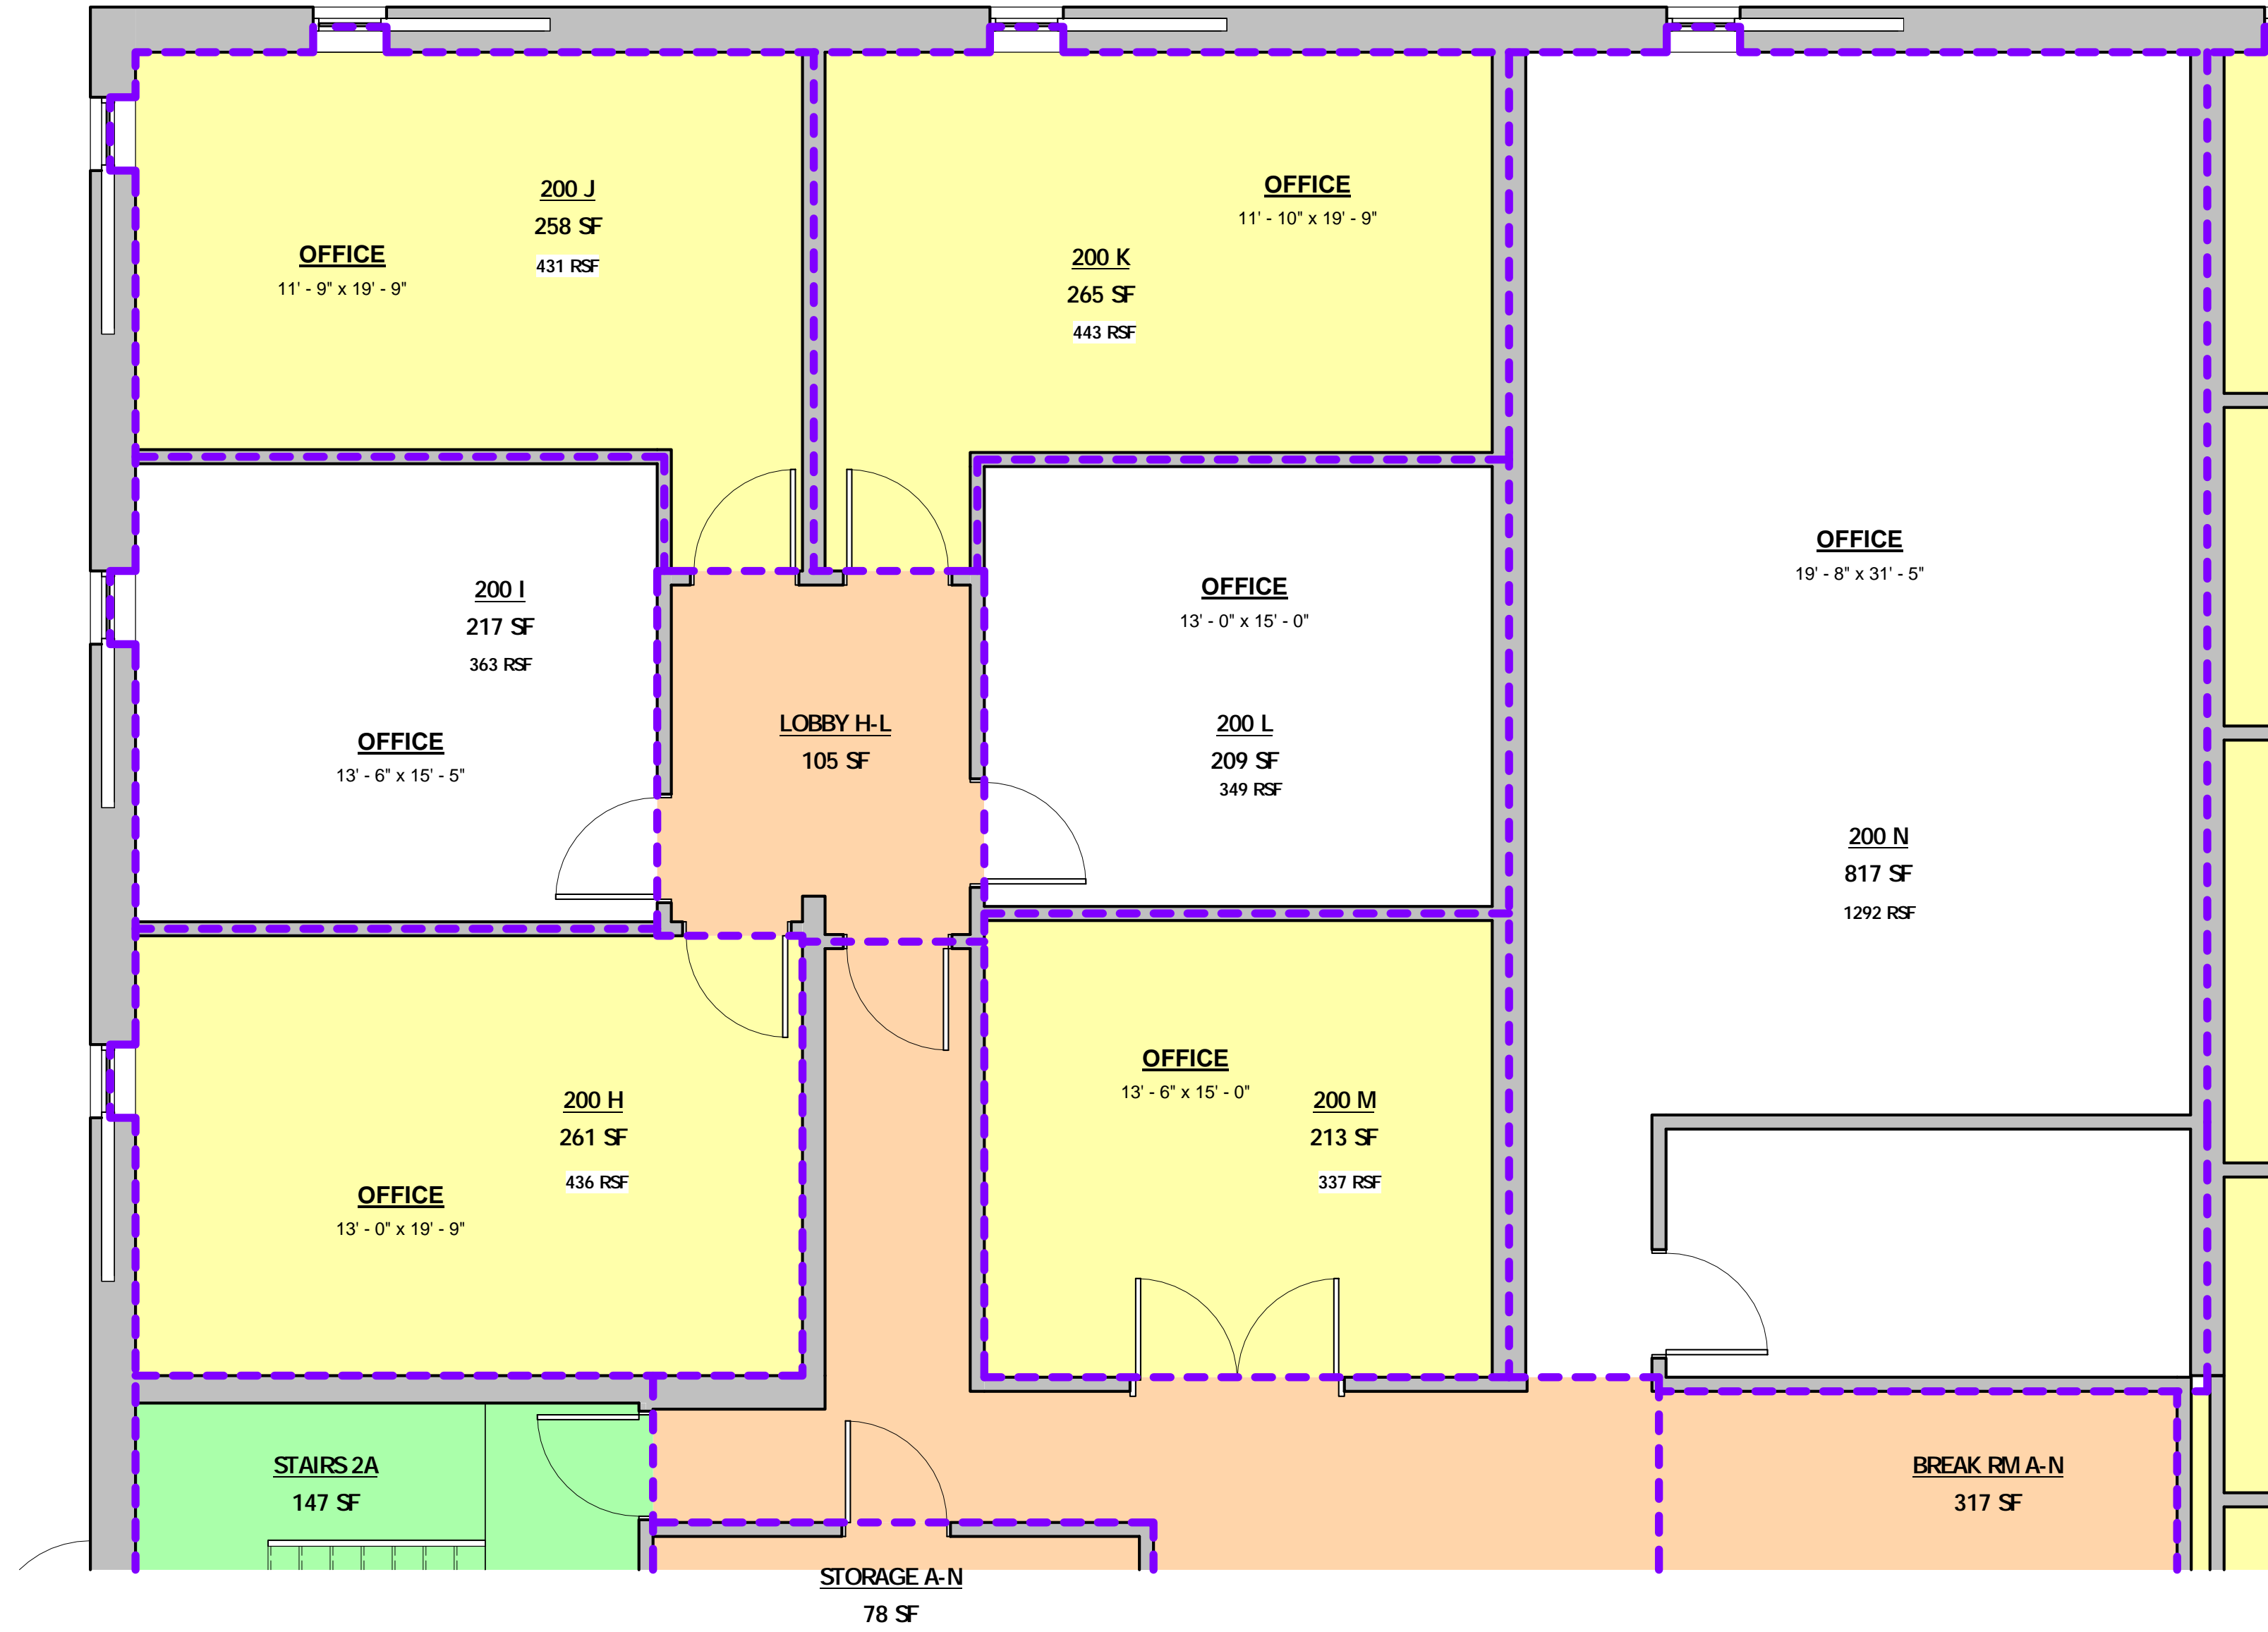 OFFICE
11' - 9" x 19' - 9"
200 J
258 SF
431 RSF
OFFICE
11' - 10" x 19' - 9"
200 K
265 SF
443 RSF
200 I
217 SF
363 RSF
OFFICE
13' - 6" x 15' - 5"
LOBBY H-L
105 SF
OFFICE
13' - 0" x 15' - 0"
200 L
209 SF
349 RSF
OFFICE
19' - 8" x 31' - 5"
200 N
817 SF
1292 RSF
200 H
261 SF
436 RSF
OFFICE
13' - 0" x 19' - 9"
OFFICE
13' - 6" x 15' - 0"
200 M
213 SF
337 RSF
STAIRS 2A
147 SF
BREAK RM A-N
317 SF
STORAGE A-N
78 SF